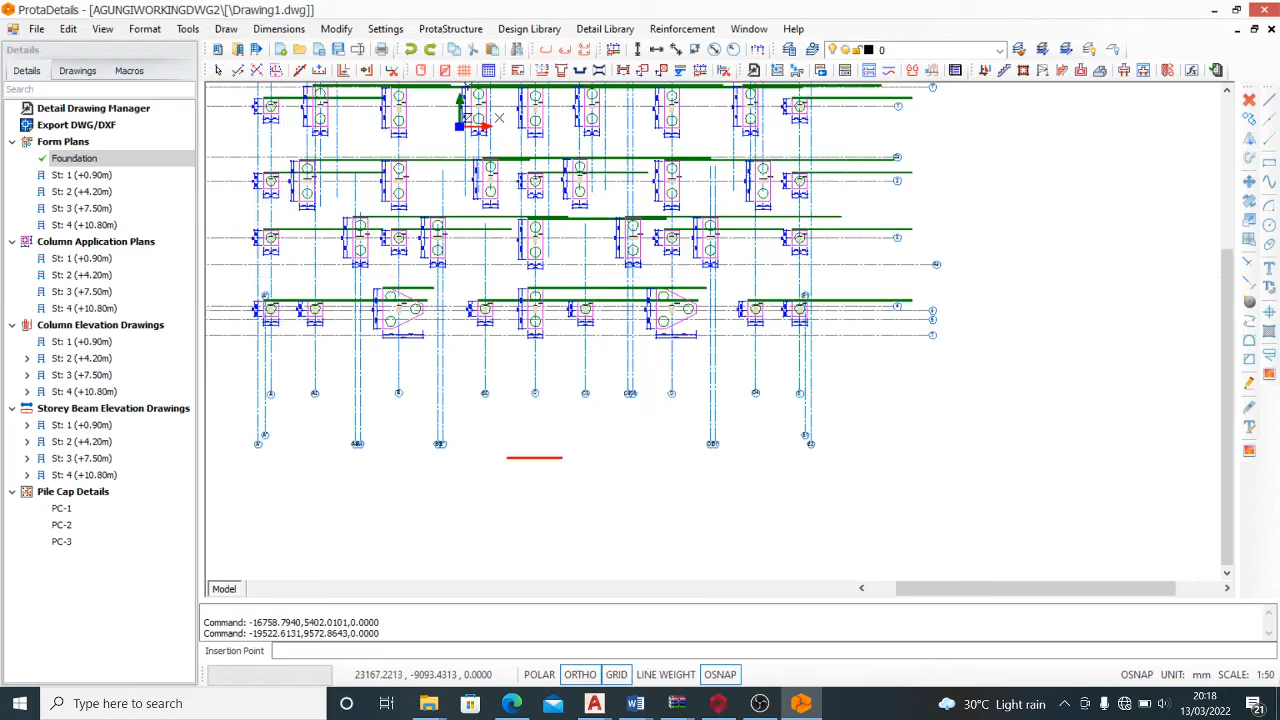 ProtaDetails - [AGUNGIWORKINGDWG2\[\Drawing1.dwg]]
File Edit View Format Tools Draw Dimensions Modify Settings ProtaStructure Design Library Detail Library Reinforcement Window Help
Details
0
Details Drawings Macros
Search
Detail Drawing Manager
Export DWG/DXF
Form Plans
Foundation
St: 1 (+0.90m)
St: 2 (+4.20m)
St: 3 (+7.50m)
St: 4 (+10.80m)
Column Application Plans
St: 1 (+0.90m)
St: 2 (+4.20m)
St: 3 (+7.50m)
St: 4 (+10.80m)
Column Elevation Drawings
St: 1 (+0.90m)
St: 2 (+4.20m)
St: 3 (+7.50m)
St: 4 (+10.80m)
Storey Beam Elevation Drawings
St: 1 (+0.90m)
St: 2 (+4.20m)
St: 3 (+7.50m)
St: 4 (+10.80m)
Pile Cap Details
PC-1
PC-2
PC-3
Model
Command: -16758.7940,5402.0101,0.0000
Command: -19522.6131,9572.8643,0.0000
Insertion Point
23167.2213 , -9093.4313 , 0.0000 POLAR ORTHO GRID LINE WEIGHT OSNAP OSNAP UNIT: mm SCALE: 1:50
Type here to search
30°C Light rain
20:18
13/03/2022
21